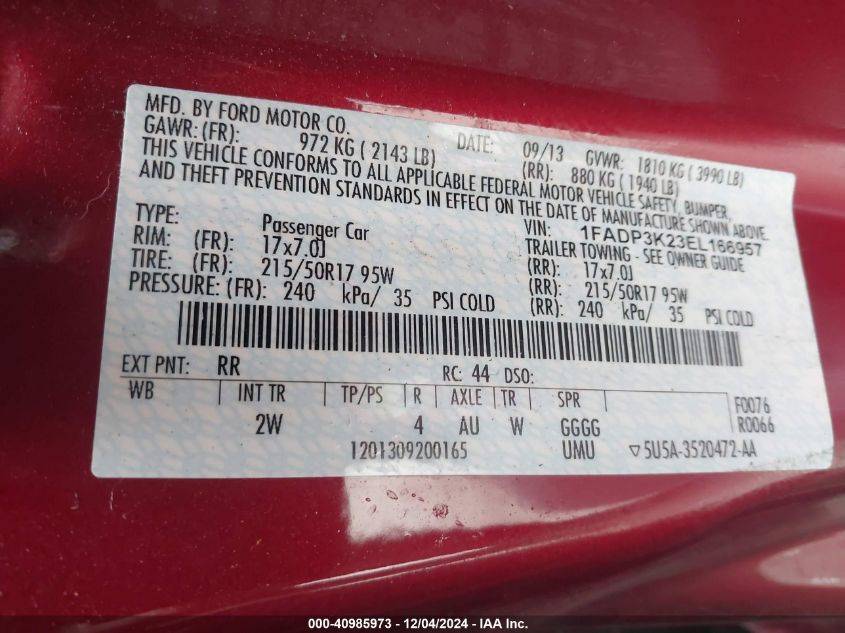 MFD. BY FORD MOTOR CO. DATE: 09/13 GVWR: 1810 KG ( 3990 LB)
GAWR: (FR): 972 KG ( 2143 LB) (RR): 880 KG ( 1940 LB)
THIS VEHICLE CONFORMS TO ALL APPLICABLE FEDERAL MOTOR VEHICLE SAFETY, BUMPER,
AND THEFT PREVENTION STANDARDS IN EFFECT ON THE DATE OF MANUFACTURE SHOWN ABOVE.
VIN: 1FADP3K23EL166957
TYPE: Passenger Car TRAILER TOWING - SEE OWNER GUIDE
RIM: (FR): 17x7.0J (RR): 17x7.0J
TIRE: (FR): 215/50R17 95W (RR): 215/50R17 95W
PRESSURE: (FR): 240 kPa/ 35 PSI COLD (RR): 240 kPa/ 35 PSI COLD
EXT PNT: RR RC: 44 DSO:
WB INT TR TP/PS R AXLE TR SPR F0076
2W 4 AU W GGGG R0066
1201309200165 UMU ▽5U5A-3520472-AA
000-40985973 - 12/04/2024 - IAA, Inc.